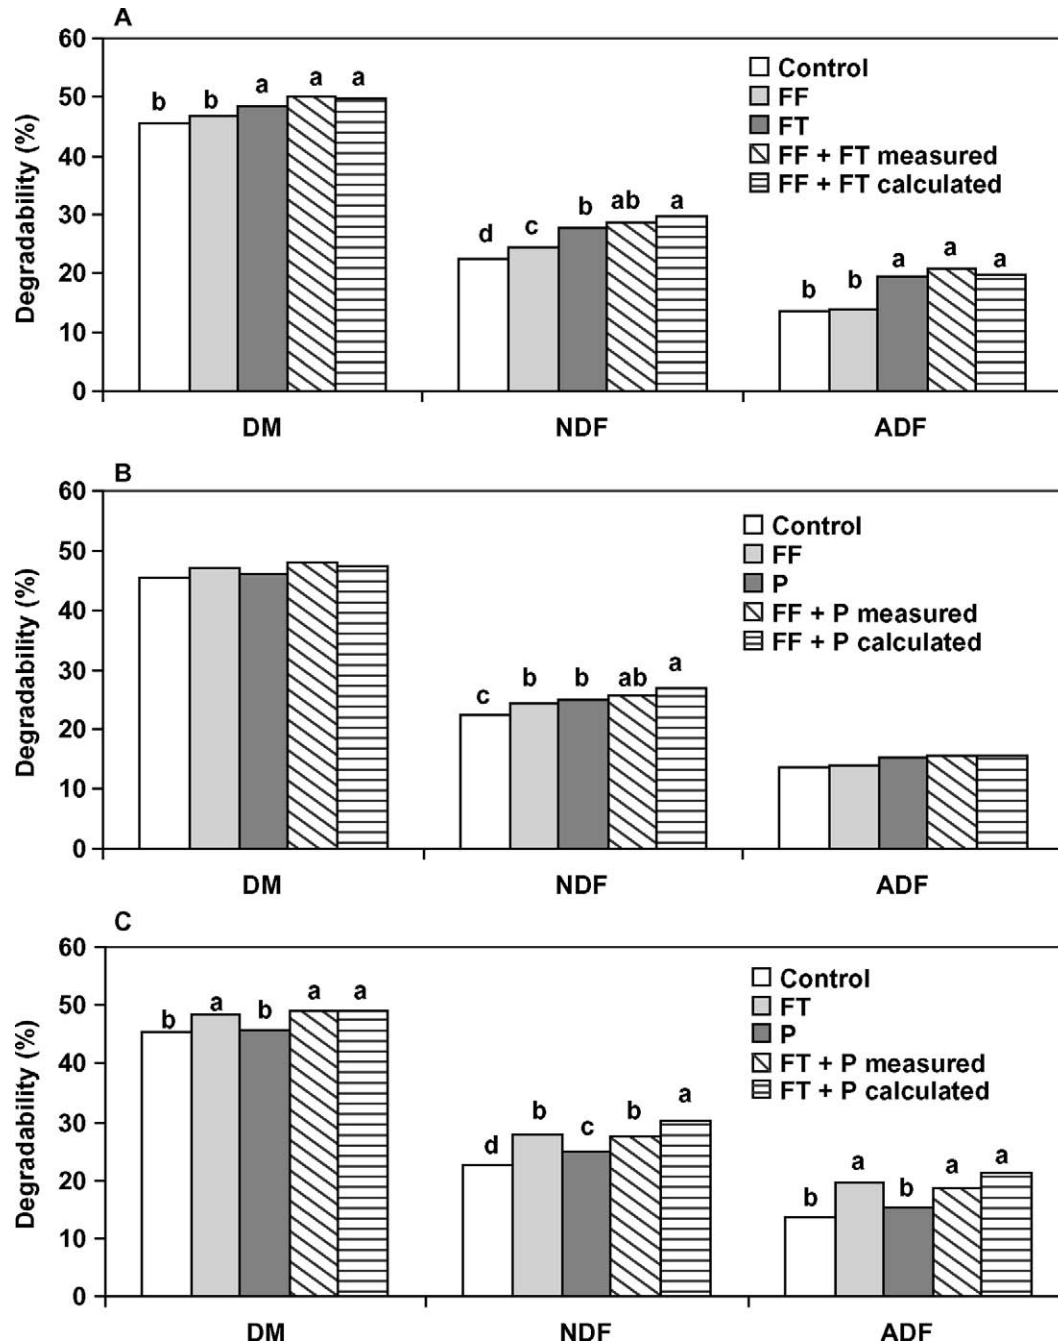 A
60
50
40
30
20
10
0
Degradability (%)
b b a a a
d c b ab a
b b a a a
Control
FF
FT
FF + FT measured
FF + FT calculated
DM NDF ADF
B
60
50
40
30
20
10
0
Degradability (%)
c b b ab a
Control
FF
P
FF + P measured
FF + P calculated
DM NDF ADF
C
60
50
40
30
20
10
0
Degradability (%)
b a b a a
d b c b a
b a b a a
Control
FT
P
FT + P measured
FT + P calculated
DM NDF ADF